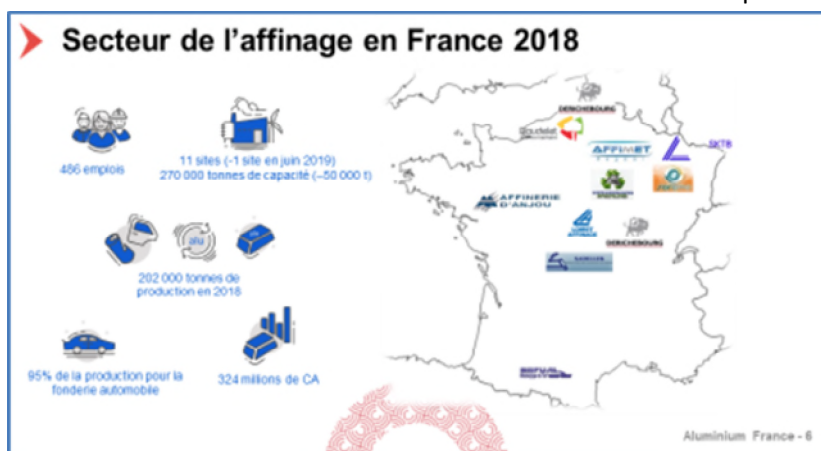 Secteur de l’affinage en France 2018
486 emplois
11 sites (-1 site en juin 2019)
270 000 tonnes de capacité (–50 000 t)
alu
202 000 tonnes de
production en 2018
95% de la production pour la
fonderie automobile
324 millions de CA
DERICHEBOURG
AFFIMET
AFFINERIE
D'ANJOU
LOIRET
AFFINAGE
DERICHEBOURG
Aluminium France - 6